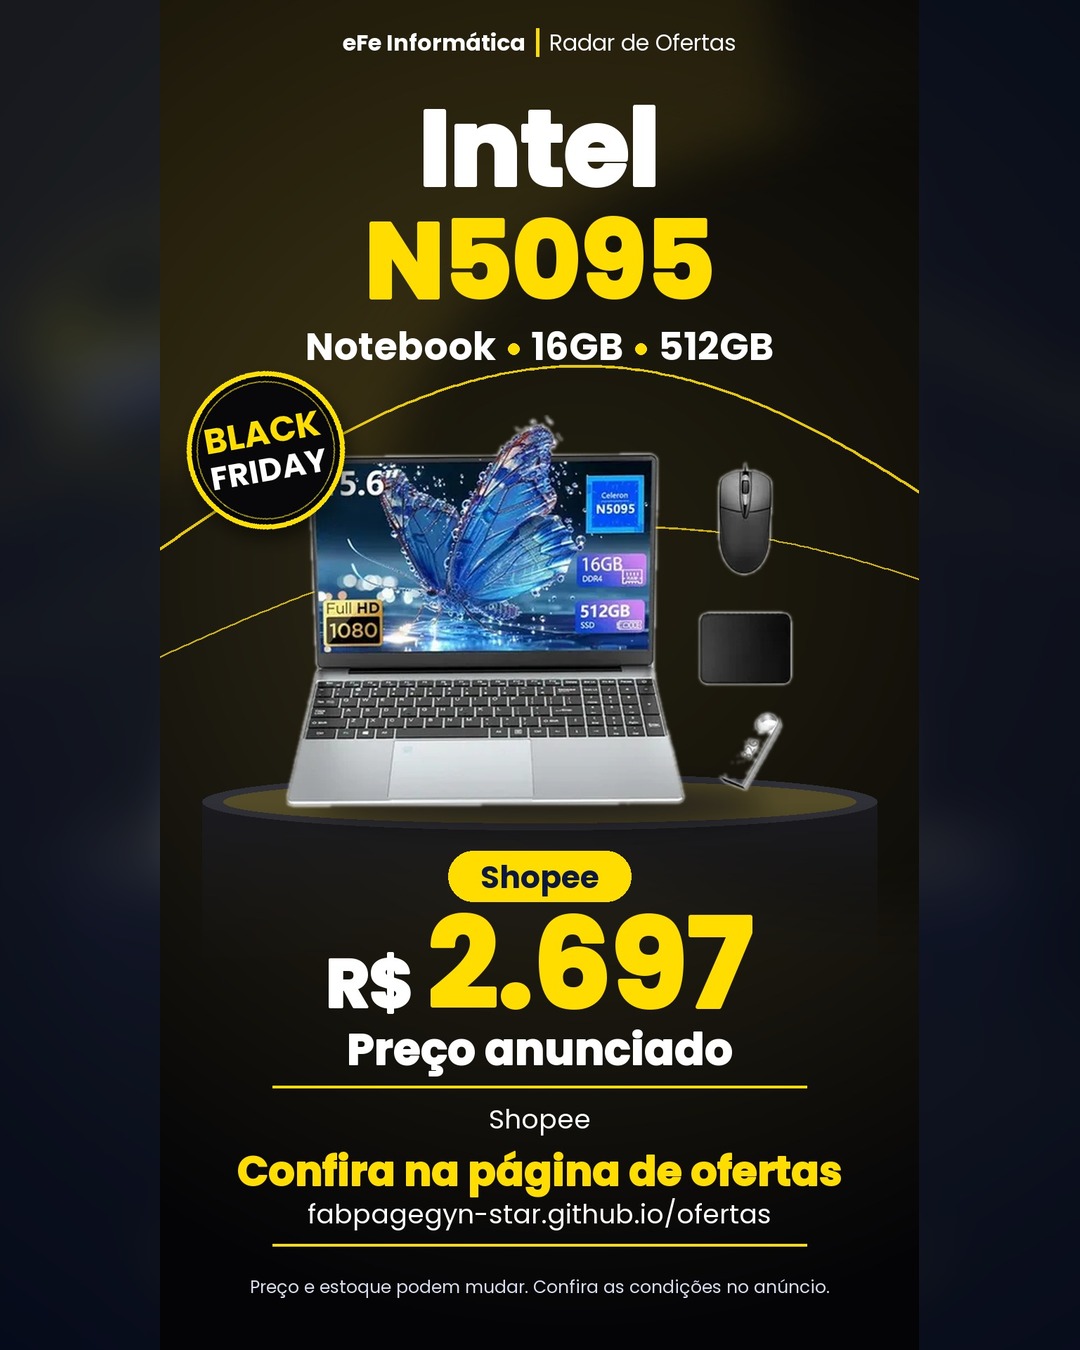 eFe Informática | Radar de Ofertas
Intel
N5095
Notebook • 16GB • 512GB
BLACK
FRIDAY
5.6"
Celeron
N5095
16GB
DDR4
512GB
SSD
Full HD
1080
Shopee
R$ 2.697
Preço anunciado
Shopee
Confira na página de ofertas
fabpagegyn-star.github.io/ofertas
Preço e estoque podem mudar. Confira as condições no anúncio.